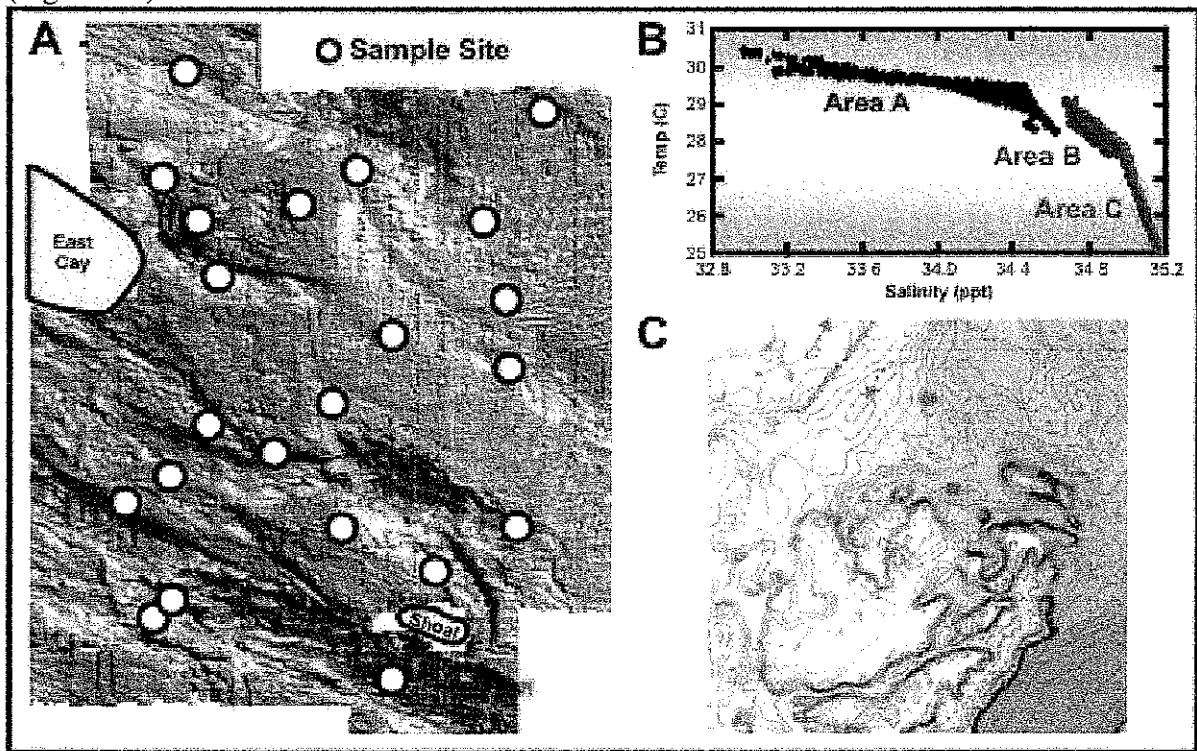 A
Sample Site
East
Cay
Shoal
B
31
30
29
28
27
26
25
Temp (C)
Area A
Area B
Area C
32.8 33.2 33.6 34.0 34.4 34.8 35.2
Salinity (ppt)
C